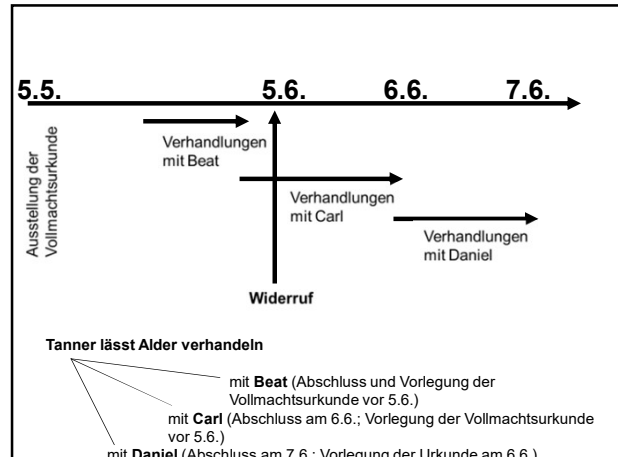 5.5. 5.6. 6.6. 7.6.
Ausstellung der
Vollmachtsurkunde
Verhandlungen
mit Beat
Verhandlungen
mit Carl
Verhandlungen
mit Daniel
Widerruf
Tanner lässt Alder verhandeln
mit Beat (Abschluss und Vorlegung der
Vollmachtsurkunde vor 5.6.)
mit Carl (Abschluss am 6.6.; Vorlegung der Vollmachtsurkunde
vor 5.6.)
mit Daniel (Abschluss am 7.6.; Vorlegung der Urkunde am 6.6.)